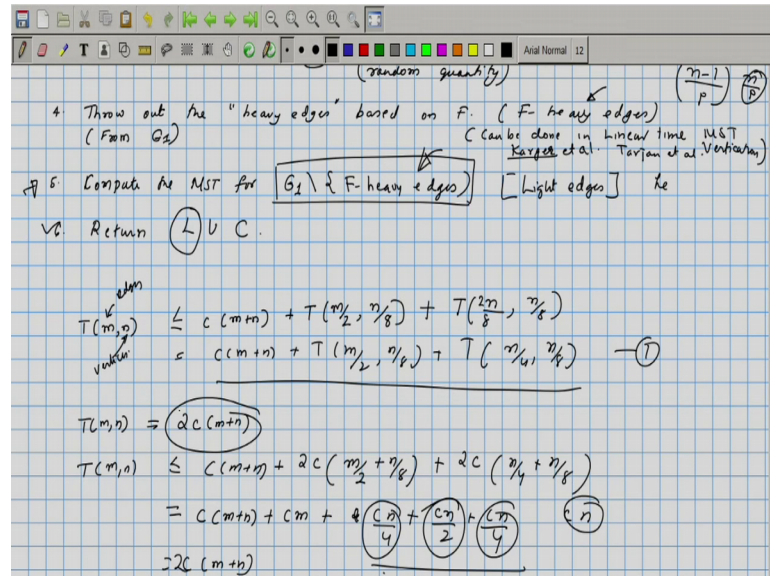 Arial Normal 12
(random quantity) (n-1/p) n/p
4. Throw out the "heavy edges" based on F. (F-heavy edges)
(From G1) (Can be done in Linear time MST
Karger et al. Tarjan et al. Verification)
5. Compute the MST for G1 \ { F-heavy edges) [Light edges] he
6. Return L ∪ C.
edges
T(m,n) ≤ c(m+n) + T(m/2, n/8) + T(2n/8, n/8)
vertices = c(m+n) + T(m/2, n/8) + T(n/4, n/8) — (T)
T(m,n) = 2c(m+n)
T(m,n) ≤ c(m+n) + 2c(m/2 + n/8) + 2c(n/4 + n/8)
= c(m+n) + cm + cn/4 + cn/2 + cn/4 cn
=2c(m+n)